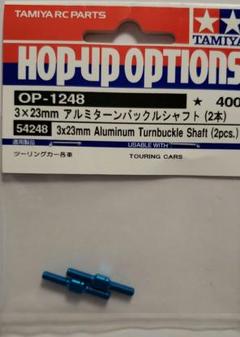 TAMIYA RC PARTS
TAMIYA
HOP-UP OPTIONS
OP-1248
★ 400
3×23mm アルミターンバックルシャフト (2本)
54248 3x23mm Aluminum Turnbuckle Shaft (2pcs.)
適用製品 USABLE WITH
ツーリングカー各車 TOURING CARS